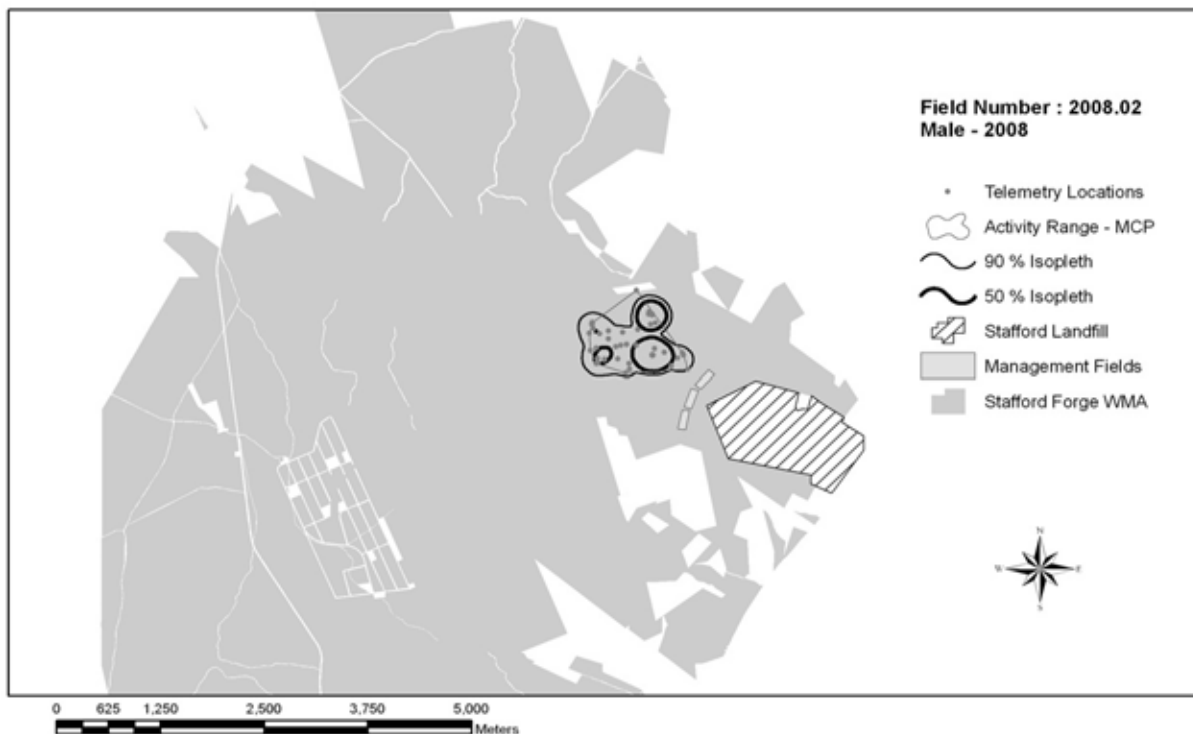 Field Number : 2008.02
Male - 2008
Telemetry Locations
Activity Range - MCP
90 % Isopleth
50 % Isopleth
Stafford Landfill
Management Fields
Stafford Forge WMA
N
W E
S
0 625 1,250 2,500 3,750 5,000
Meters